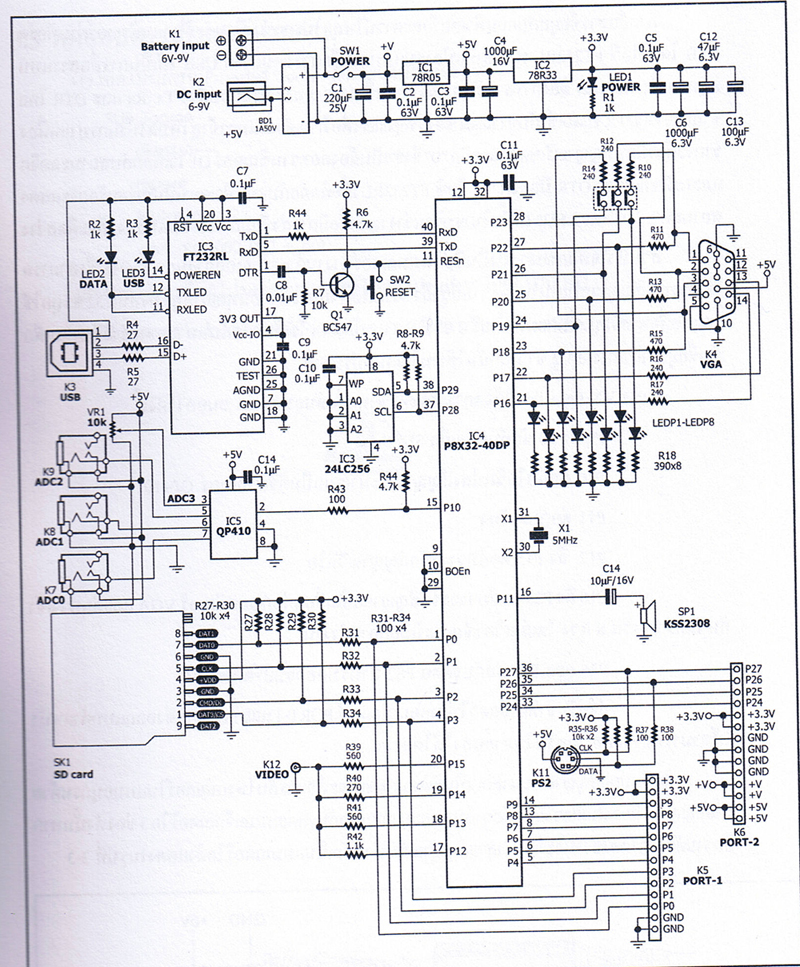 K1
Battery input
6V-9V
K2
DC input
6-9V
+5V
BD1
1A50V
SW1
POWER
+V
C1
220µF
25V
C2
0.1µF
63V
IC1
78R05
C3
0.1µF
63V
+5V
C4
1000µF
16V
IC2
78R33
+3.3V
LED1
POWER
R1
1k
C5
0.1µF
63V
C12
47µF
6.3V
C6
1000µF
6.3V
C13
100µF
6.3V
C7
0.1µF
R2
1k
R3
1k
LED2
DATA
LED3
USB
4 20 3
RST Vcc Vcc
IC3
FT232RL
14 POWEREN
12 TXLED
11 RXLED
TxD 1
RxD 5
DTR 2
R44
1k
C8
0.01µF
R7
10k
+3.3V
R6
4.7k
Q1
BC547
SW2
RESET
3V3 OUT 17
Vcc-IO 4
GND 21
TEST 26
AGND 25
GND 7
GND 18
C9
0.1µF
C10
0.1µF
K3
USB
1
2
3
4
R4
27
R5
27
16 D-
15 D+
+5V
VR1
10k
K9
ADC2
K8
ADC1
K7
ADC0
+3.3V
R8-R9
4.7k
8
7 WP
1 A0
2 A1
3 A2
SDA 5
SCL 6
4
IC3
24LC256
+5V
C14
0.1µF
ADC3
3
5
6
7
1
IC5
QP410
2
4
8
R43
100
R44
4.7k
+3.3V
+3.3V
C11
0.1µF
63V
12 32
40 TxD
39 RxD
11 RESn
38 P29
37 P28
15 P10
9
10 BOEn
29
IC4
P8X32-40DP
P23 28
P22 27
P21 26
P20 25
P19 24
P18 23
P17 22
P16 21
X1 31
X2 30
X1
5MHz
P11 16
C14
10µF/16V
SP1
KSS2308
R14
240
R12
240
R10
240
R11
470
R13
470
R15
470
R16
240
R17
240
K4
VGA
1
2
3
4
5
6
10
11
12
13
14
+5V
LEDP1-LEDP8
R18
390x8
SK1
SD card
8 DAT1
7 DAT0
6 GND
5 CLK
4 +VDD
3 GND
2 CMD/DI
1 DAT3/CS
9 DAT2
R27-R30
10k x4
R27
R28
R29
R30
+3.3V
R31-R34
100 x4
R31
R32
R33
R34
1 P0
2 P1
3 P2
4 P3
K12
VIDEO
R39
560
R40
270
R41
560
R42
1.1k
20 P15
19 P14
18 P13
17 P12
P27 36
P26 35
P25 34
P24 33
+3.3V
R35-R36
10k x2
R37
100
R38
100
+5V
CLK
DATA
K11
PS2
P9 14
P8 13
P7 8
P6 7
P5 6
P4 5
P27
P26
P25
P24
+3.3V
+3.3V
+3.3V
GND
GND
GND
GND
+V
+V
+V
+5V
+5V
+5V
K6
PORT-2
+3.3V
+3.3V
+3.3V
P9
P8
P7
P6
P5
P4
P3
P2
P1
P0
GND
GND
K5
PORT-1